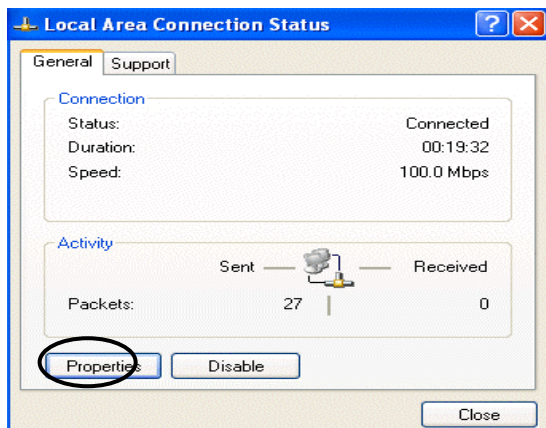 Local Area Connection Status
General Support
Connection
Status: Connected
Duration: 00:19:32
Speed: 100.0 Mbps
Activity
Sent Received
Packets: 27 0
Properties Disable
Close